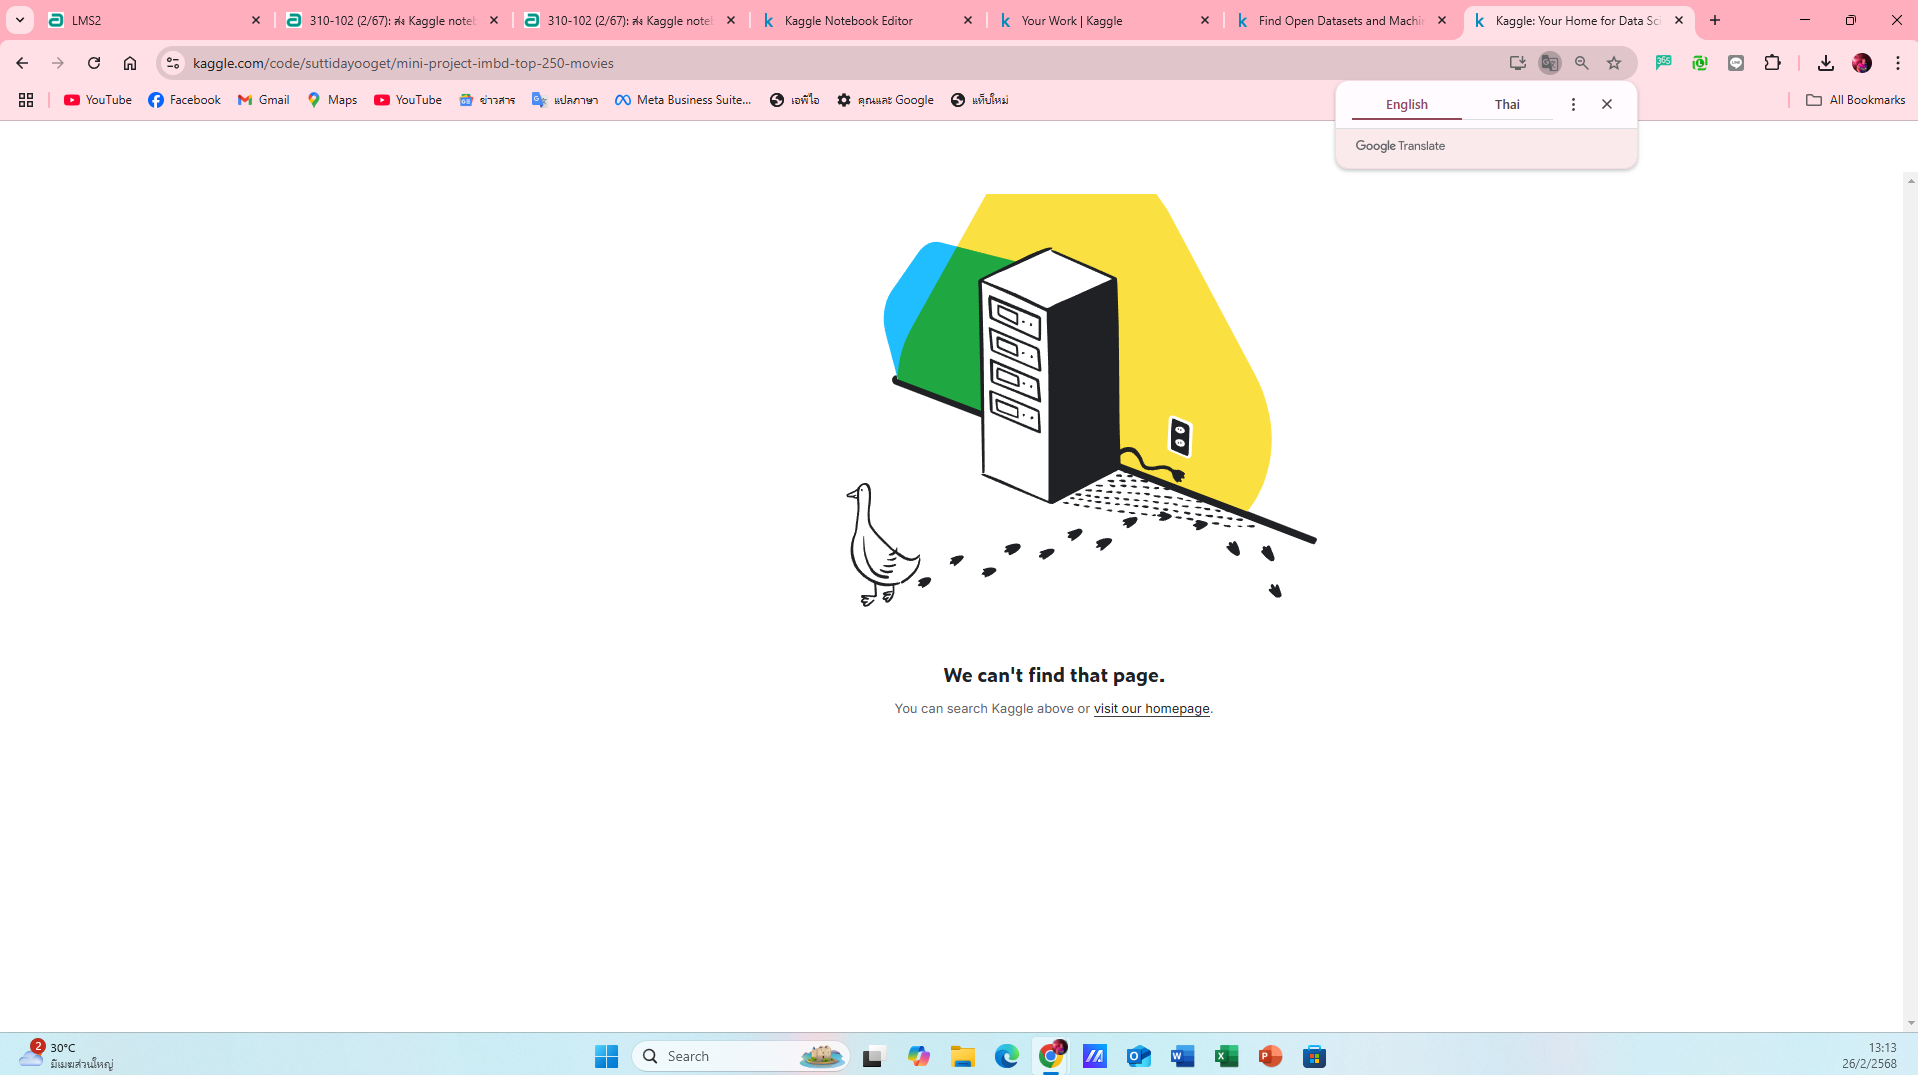 LMS2
310-102 (2/67): ส่ง Kaggle noteb
310-102 (2/67): ส่ง Kaggle noteb
Kaggle Notebook Editor
Your Work | Kaggle
Find Open Datasets and Machin
Kaggle: Your Home for Data Sci
kaggle.com/code/suttidayooget/mini-project-imbd-top-250-movies
YouTube
Facebook
Gmail
Maps
YouTube
ข่าวสาร
แปลภาษา
Meta Business Suite...
เอพีไอ
คุณและ Google
แท็บใหม่
All Bookmarks
English
Thai
Google Translate
We can't find that page.
You can search Kaggle above or visit our homepage.
2
30°C
มีเมฆส่วนใหญ่
Search
13:13
26/2/2568